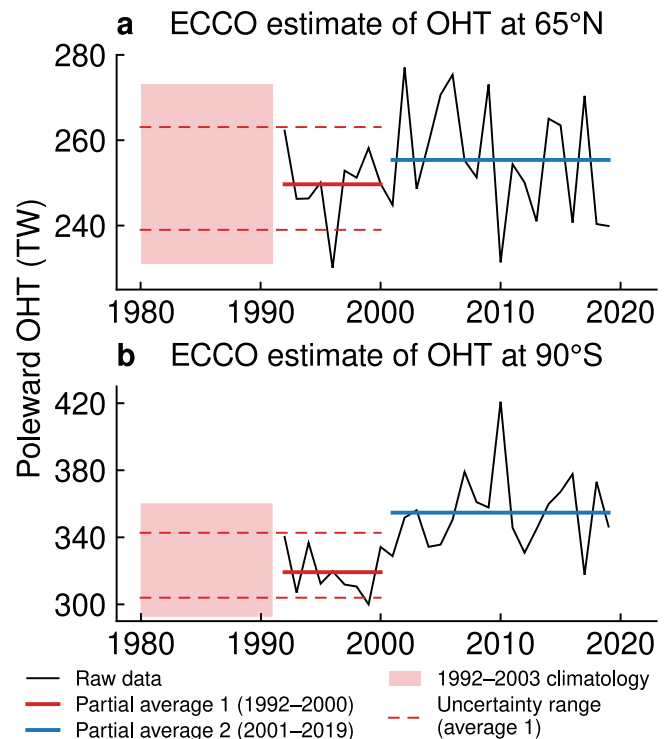 a ECCO estimate of OHT at 65°N
280
260
240
1980 1990 2000 2010 2020
Poleward OHT (TW)
b ECCO estimate of OHT at 90°S
420
380
340
300
1980 1990 2000 2010 2020
Raw data
Partial average 1 (1992–2000)
Partial average 2 (2001–2019)
1992–2003 climatology
Uncertainty range
(average 1)